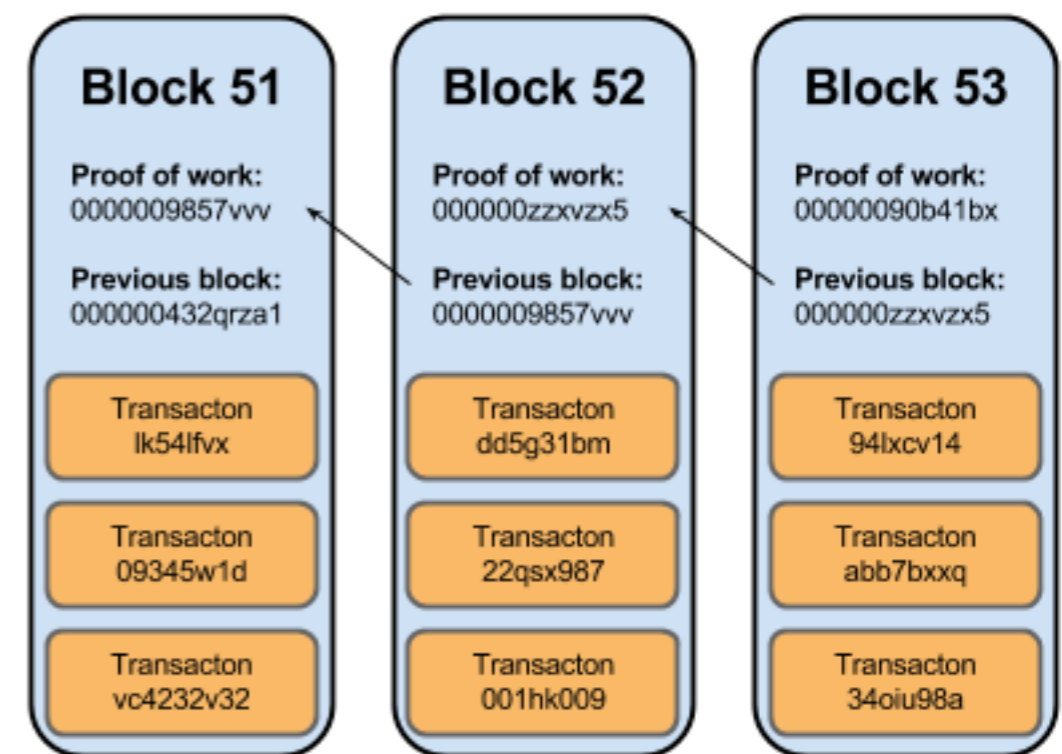 Block 51
Proof of work:
0000009857vvv
Previous block:
000000432qrza1
Transacton
lk54lfvx
Transacton
09345w1d
Transacton
vc4232v32
Block 52
Proof of work:
000000zzxvzx5
Previous block:
0000009857vvv
Transacton
dd5g31bm
Transacton
22qsx987
Transacton
001hk009
Block 53
Proof of work:
00000090b41bx
Previous block:
000000zzxvzx5
Transacton
94lxcv14
Transacton
abb7bxxq
Transacton
34oiu98a